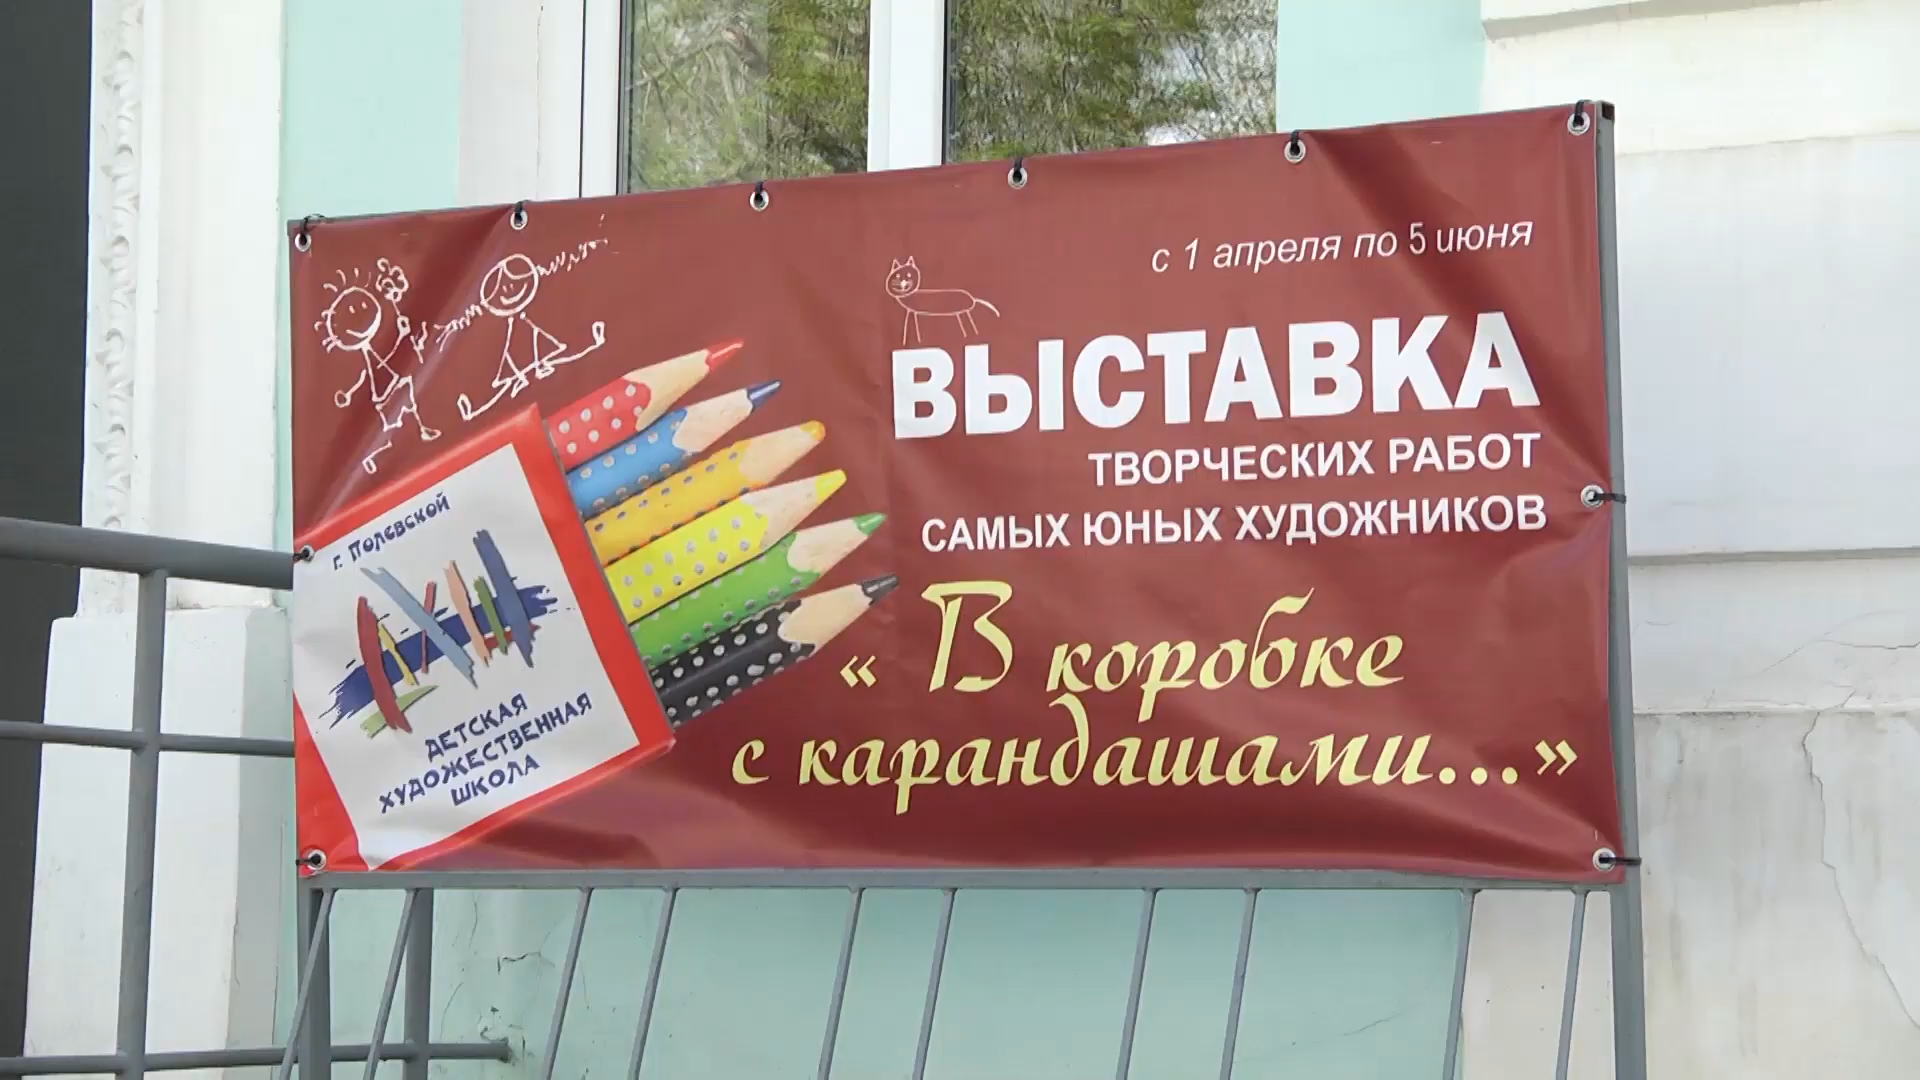 с 1 апреля по 5 июня
ВЫСТАВКА
ТВОРЧЕСКИХ РАБОТ
САМЫХ ЮНЫХ ХУДОЖНИКОВ
« В коробке
с карандашами...»
г. Полевской
ДХШ
ДЕТСКАЯ
ХУДОЖЕСТВЕННАЯ
ШКОЛА